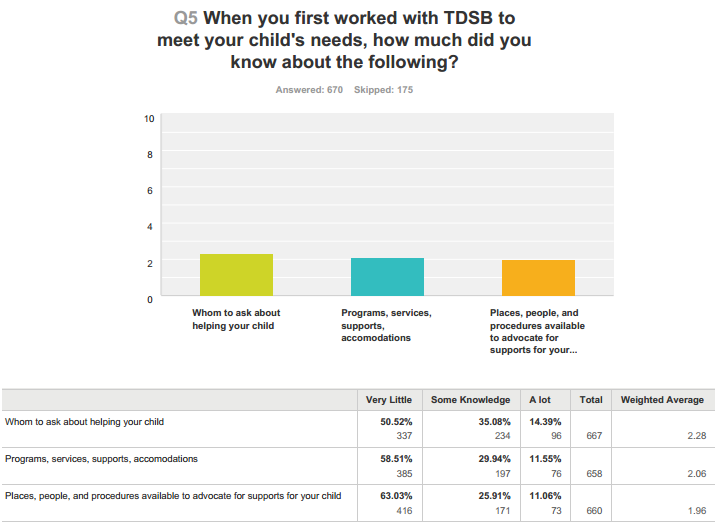 Q5 When you first worked with TDSB to
meet your child's needs, how much did you
know about the following?
Answered: 670 Skipped: 175
10
8
6
4
2
0
Whom to ask about
helping your child
Programs, services,
supports,
accomodations
Places, people, and
procedures available
to advocate for
supports for your...
Very Little Some Knowledge A lot Total Weighted Average
Whom to ask about helping your child 50.52% 35.08% 14.39%
337 234 96 667 2.28
Programs, services, supports, accomodations 58.51% 29.94% 11.55%
385 197 76 658 2.06
Places, people, and procedures available to advocate for supports for your child 63.03% 25.91% 11.06%
416 171 73 660 1.96